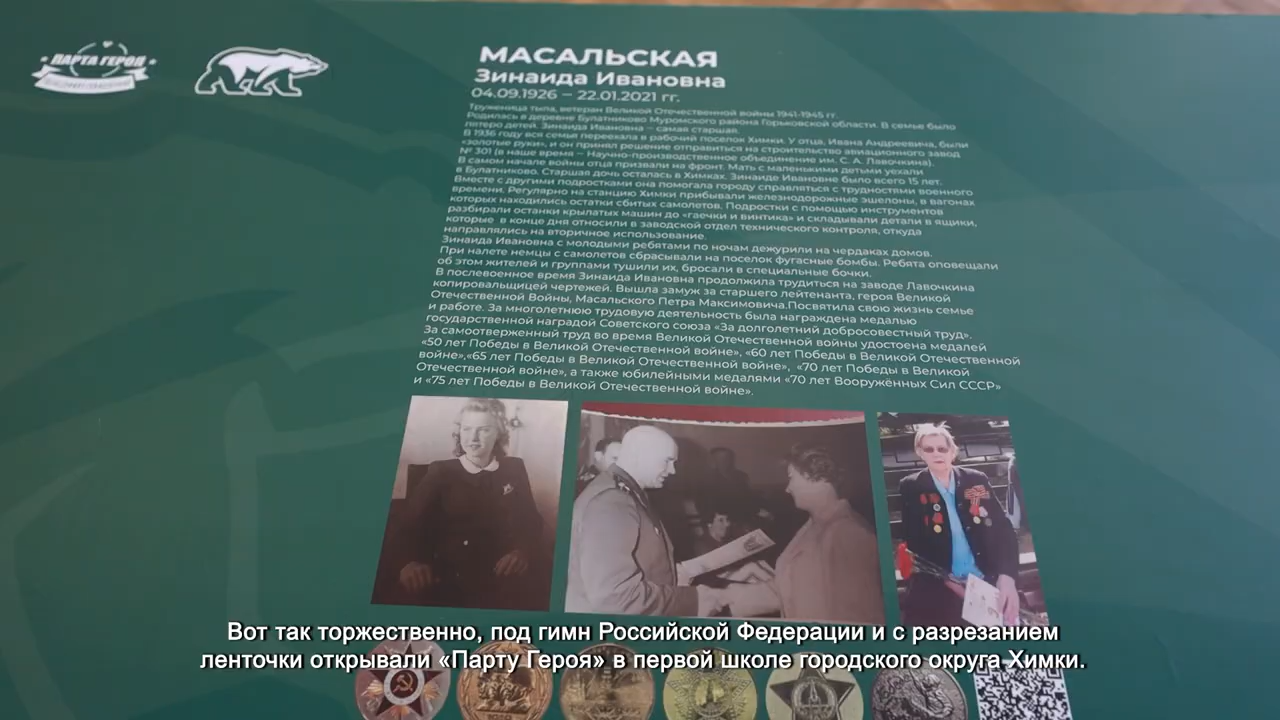 ПАРТА ГЕРОЯ
МАСАЛЬСКАЯ
Зинаида Ивановна
04.09.1926 – 22.01.2021 гг.
Труженица тыла, ветеран Великой Отечественной войны 1941-1945 гг.
Родилась в деревне Булатниково Муромского района Горьковской области. В семье было
пятеро детей. Зинаида Ивановна – самая старшая.
В 1936 году вся семья переехала в рабочий поселок Химки. У отца, Ивана Андреевича, были
«золотые руки», и он принял решение отправиться на строительство авиационного завод
№ 301 (в наше время – Научно-производственное объединение им. С. А. Лавочкина).
В самом начале войны отца призвали на фронт. Мать с маленькими детьми уехали
в Булатниково. Старшая дочь осталась в Химках. Зинаиде Ивановне было всего 15 лет.
Вместе с другими подростками она помогала городу справляться с трудностями военного
времени. Регулярно на станцию Химки прибывали железнодорожные эшелоны, в вагонах
которых находились остатки сбитых самолетов. Подростки с помощью инструментов
разбирали останки крылатых машин до «гаечки и винтика» и складывали детали в ящики,
которые в конце дня относили в заводской отдел технического контроля, откуда
направлялись на вторичное использование.
Зинаида Ивановна с молодыми ребятами по ночам дежурили на чердаках домов.
При налете немцы с самолетов сбрасывали на поселок фугасные бомбы. Ребята оповещали
об этом жителей и группами тушили их, бросали в специальные бочки.
В послевоенное время Зинаида Ивановна продолжила трудиться на заводе Лавочкина
копировальщицей чертежей. Вышла замуж за старшего лейтенанта, героя Великой
Отечественной Войны, Масальского Петра Максимовича.Посвятила свою жизнь семье
и работе. За многолетнюю трудовую деятельность была награждена медалью
государственной наградой Советского союза «За долголетний добросовестный труд».
За самоотверженный труд во время Великой Отечественной войны удостоена медалей
«50 лет Победы в Великой Отечественной войне», «60 лет Победы в Великой Отечественной
войне»,«65 лет Победы в Великой Отечественной войне», «70 лет Победы в Великой
Отечественной войне», а также юбилейными медалями «70 лет Вооружённых Сил СССР»
и «75 лет Победы в Великой Отечественной войне».
Вот так торжественно, под гимн Российской Федерации и с разрезанием
ленточки открывали «Парту Героя» в первой школе городского округа Химки.